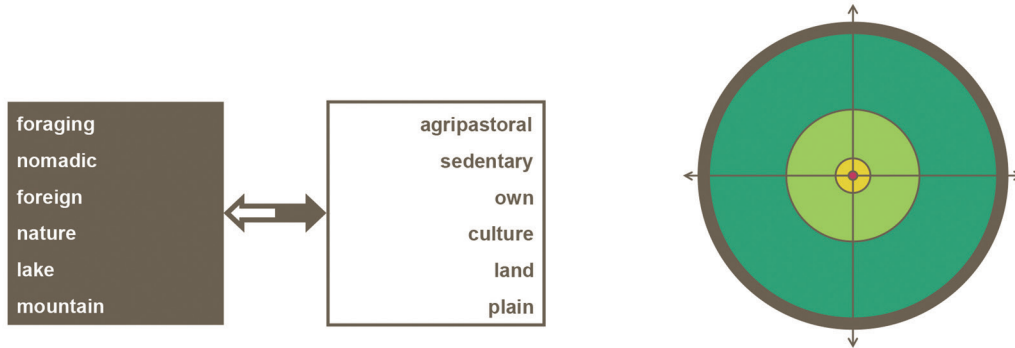 foraging
nomadic
foreign
nature
lake
mountain
agripastoral
sedentary
own
culture
land
plain